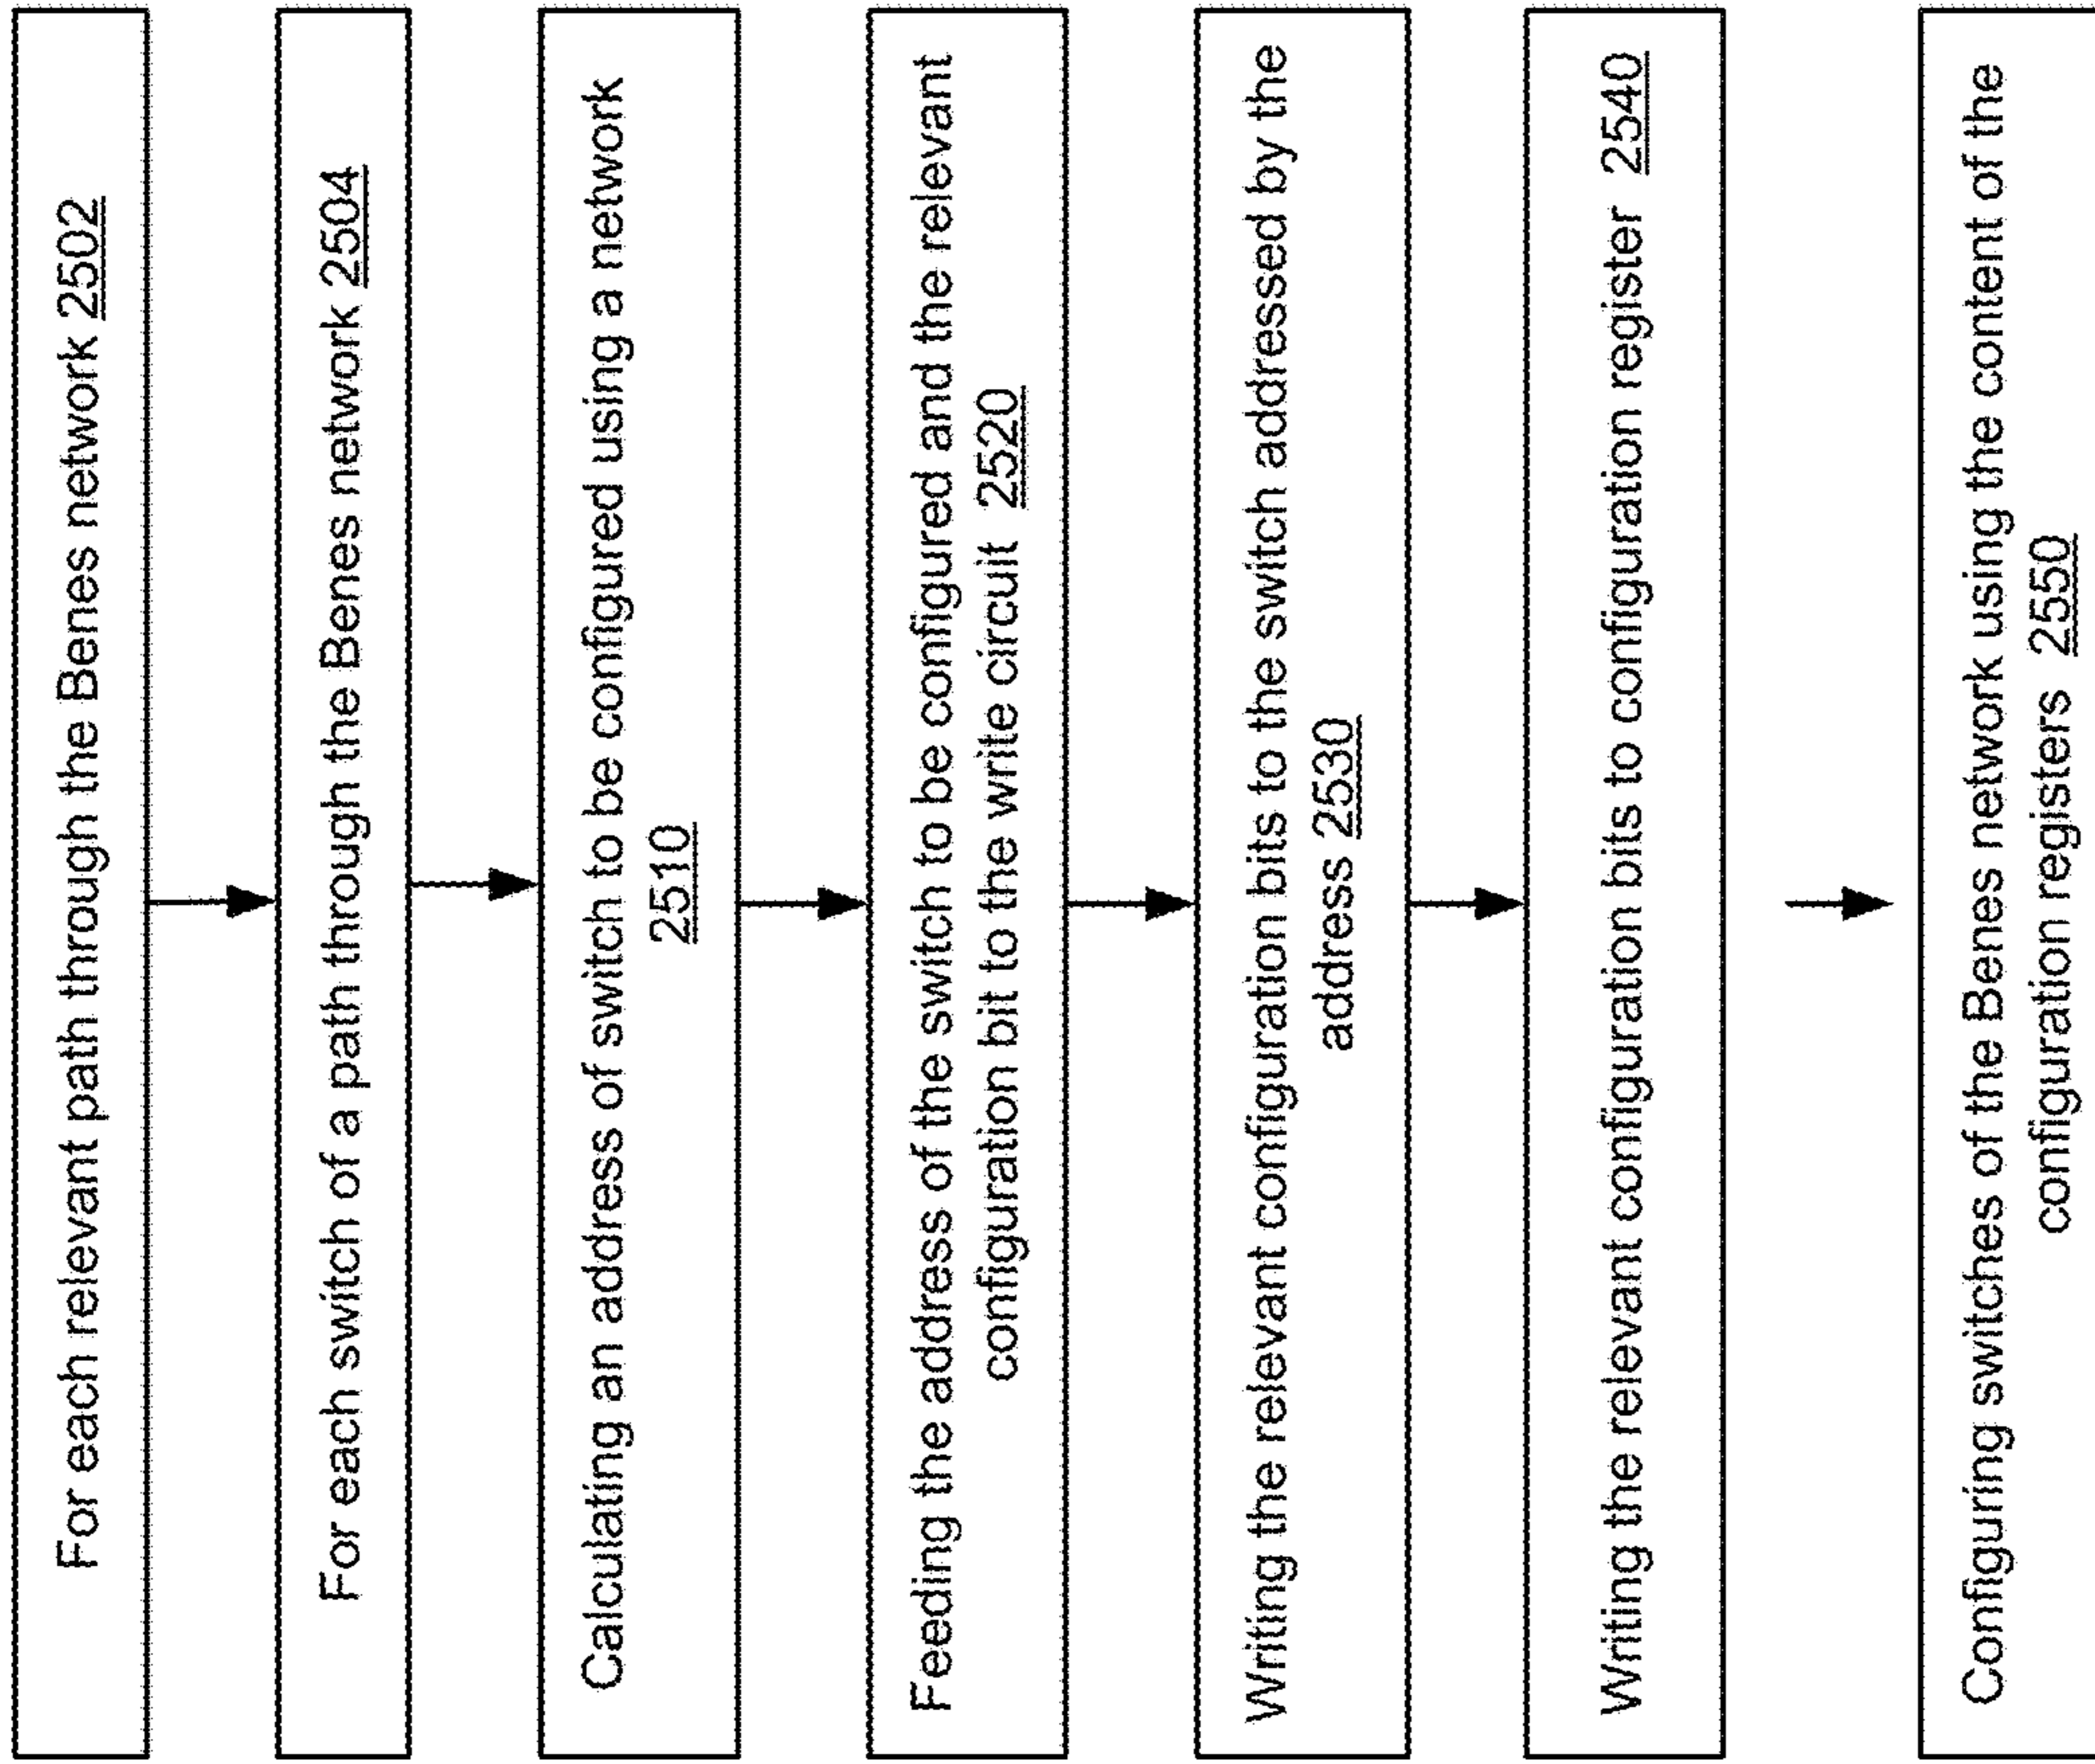 For each relevant path through the Benes network 2502
For each switch of a path through the Benes network 2504
Calculating an address of switch to be configured using a network
2510
Feeding the address of the switch to be configured and the relevant
configuration bit to the write circuit 2520
Writing the relevant configuration bits to the switch addressed by the
address 2530
Writing the relevant configuration bits to configuration register 2540
Configuring switches of the Benes network using the content of the
configuration registers 2550